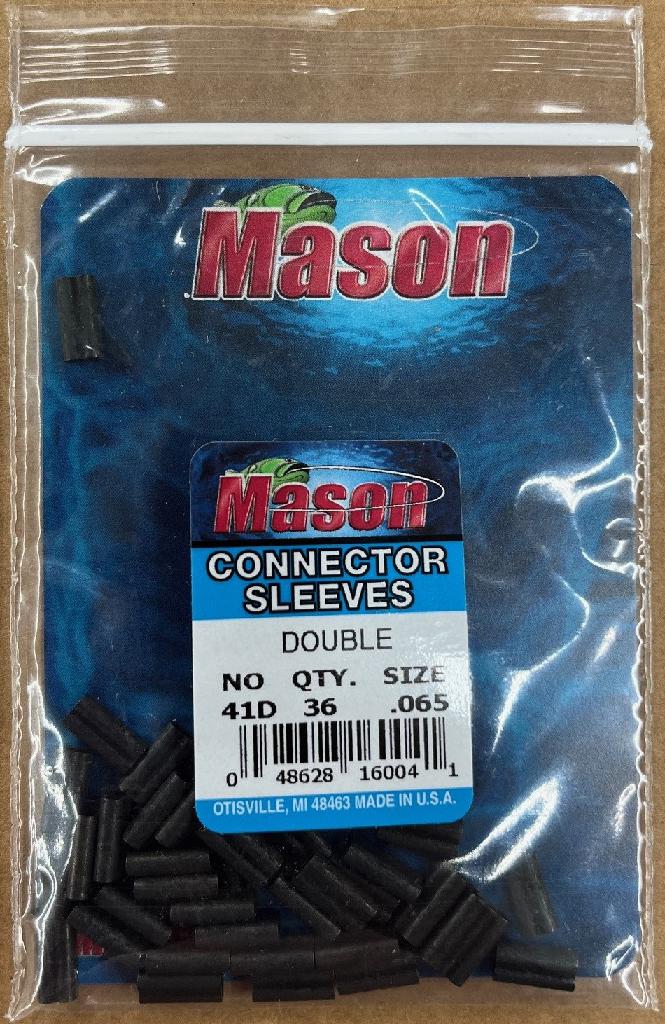 Mason
Mason
CONNECTOR
SLEEVES
DOUBLE
NO QTY. SIZE
41D 36 .065
0 48628 16004 1
OTISVILLE, MI 48463 MADE IN U.S.A.